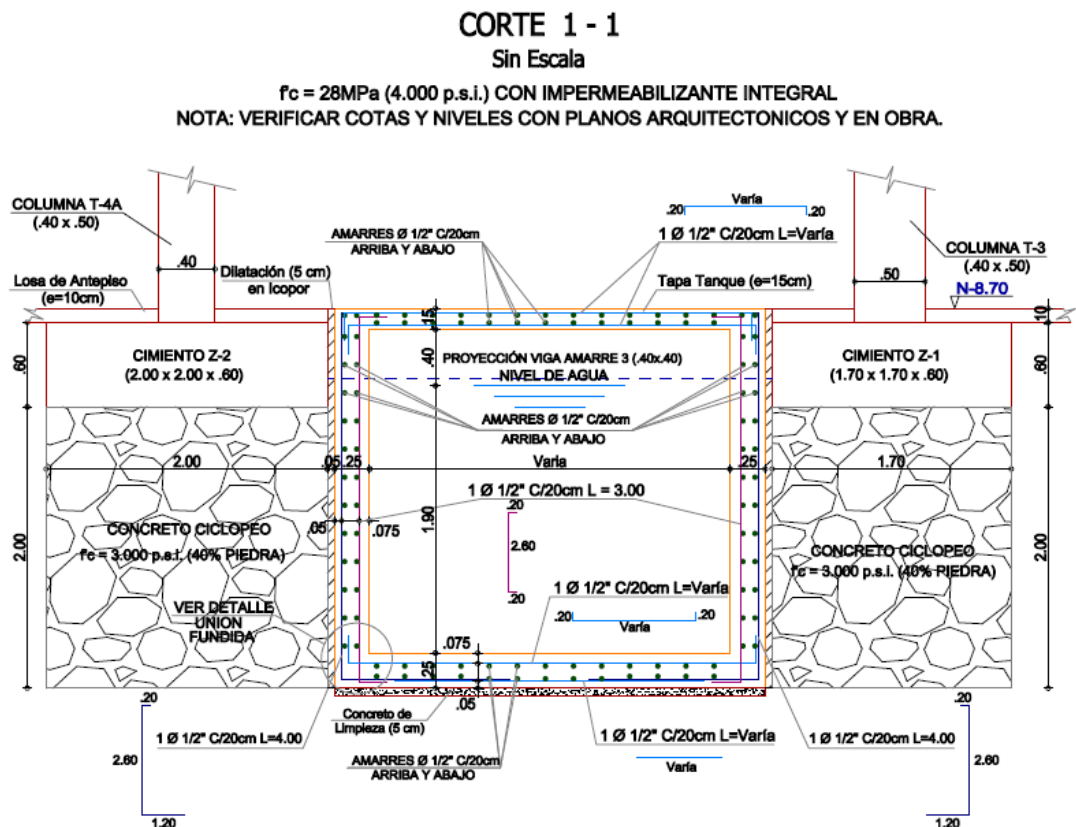 CORTE 1 - 1
Sin Escala
f'c = 28MPa (4.000 p.s.i.) CON IMPERMEABILIZANTE INTEGRAL
NOTA: VERIFICAR COTAS Y NIVELES CON PLANOS ARQUITECTONICOS Y EN OBRA.
COLUMNA T-4A
(.40 x .50)
.40
Losa de Antepiso
(e=10cm)
Dilatación (5 cm)
en Icopor
AMARRES Ø 1/2" C/20cm
ARRIBA Y ABAJO
Varía
.20
.20
1 Ø 1/2" C/20cm L=Varía
Tapa Tanque (e=15cm)
COLUMNA T-3
(.40 x .50)
.50
N-8.70
.15
.10
.60
CIMIENTO Z-2
(2.00 x 2.00 x .60)
.40
PROYECCIÓN VIGA AMARRE 3 (.40x.40)
NIVEL DE AGUA
CIMIENTO Z-1
(1.70 x 1.70 x .60)
.60
AMARRES Ø 1/2" C/20cm
ARRIBA Y ABAJO
2.00
.05
.25
Varía
.25
1.70
1 Ø 1/2" C/20cm L = 3.00
.05
.075
1.90
.20
2.60
.20
2.00
CONCRETO CICLOPEO
f'c = 3.000 p.s.i. (40% PIEDRA)
CONCRETO CICLOPEO
f'c = 3.000 p.s.i. (40% PIEDRA)
2.00
VER DETALLE
UNION
FUNDIDA
1 Ø 1/2" C/20cm L=Varía
.20
.20
Varía
.075
.25
.05
.20
Concreto de
Limpieza (5 cm)
.20
1 Ø 1/2" C/20cm L=4.00
1 Ø 1/2" C/20cm L=Varía
Varía
1 Ø 1/2" C/20cm L=4.00
2.60
AMARRES Ø 1/2" C/20cm
ARRIBA Y ABAJO
2.60
1.20
1.20